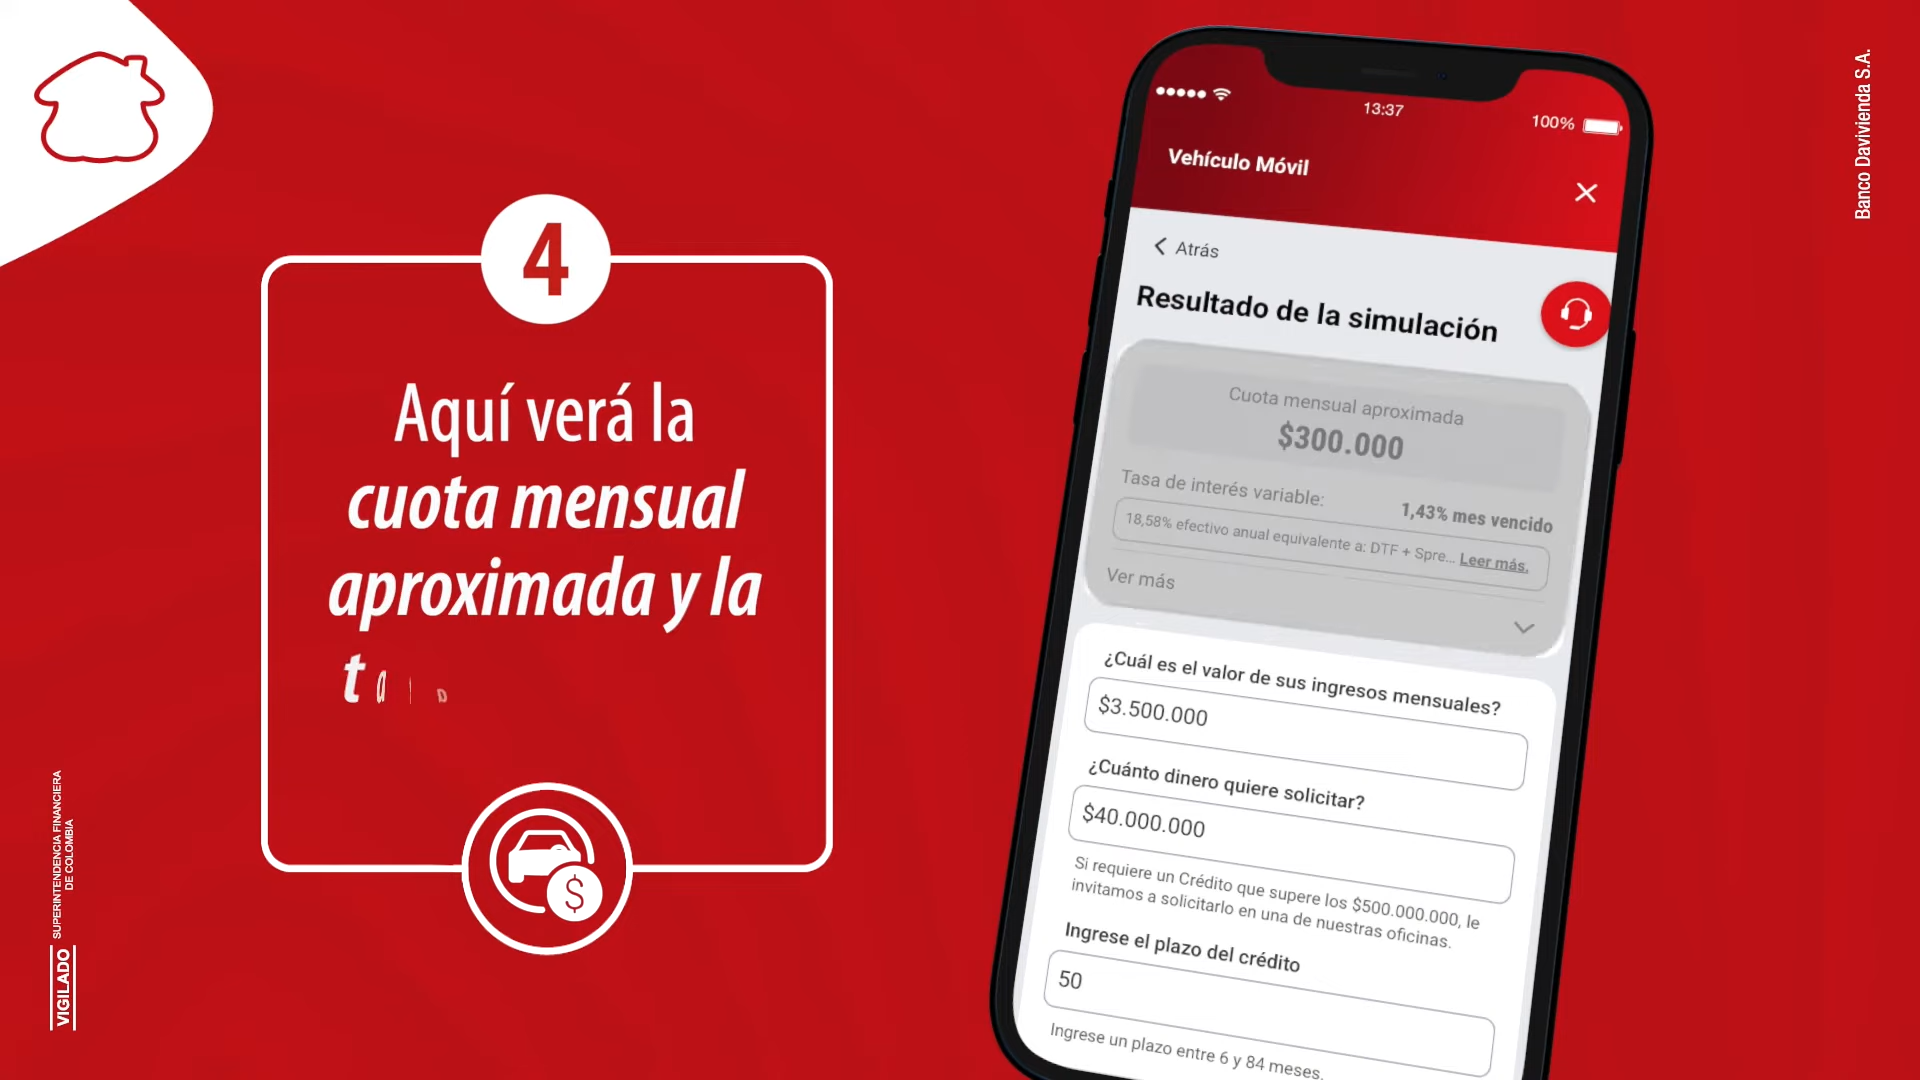 4
Aquí verá la
cuota mensual
aproximada y la
13:37
100%
Vehículo Móvil
Atrás
Resultado de la simulación
Cuota mensual aproximada
$300.000
Tasa de interés variable:
1,43% mes vencido
18,58% efectivo anual equivalente a: DTF + Spre... Leer más.
Ver más
¿Cuál es el valor de sus ingresos mensuales?
$3.500.000
¿Cuánto dinero quiere solicitar?
$40.000.000
Si requiere un Crédito que supere los $500.000.000, le
invitamos a solicitarlo en una de nuestras oficinas.
Ingrese el plazo del crédito
50
Ingrese un plazo entre 6 y 84 meses.
Banco Davivienda S.A.
VIGILADO
SUPERINTENDENCIA FINANCIERA
DE COLOMBIA
$